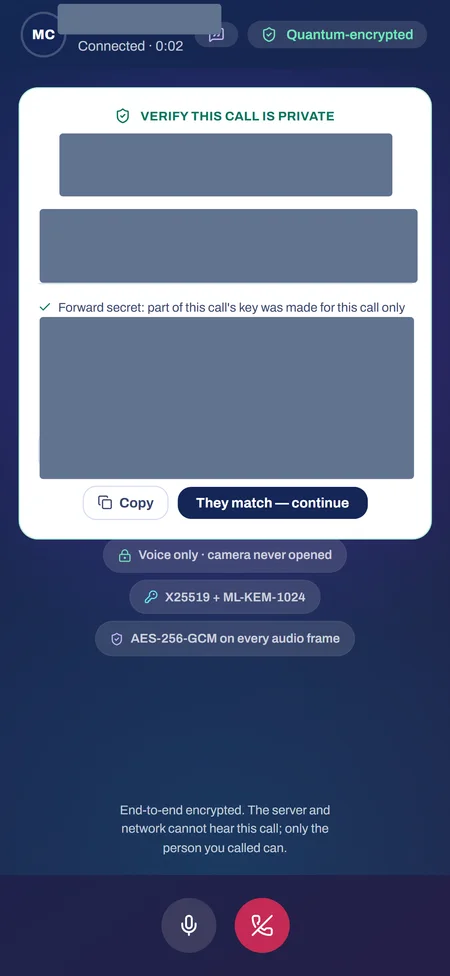 MC
Connected · 0:02
Quantum-encrypted
VERIFY THIS CALL IS PRIVATE
Forward secret: part of this call's key was made for this call only
Copy
They match — continue
Voice only · camera never opened
X25519 + ML-KEM-1024
AES-256-GCM on every audio frame
End-to-end encrypted. The server and
network cannot hear this call; only the
person you called can.